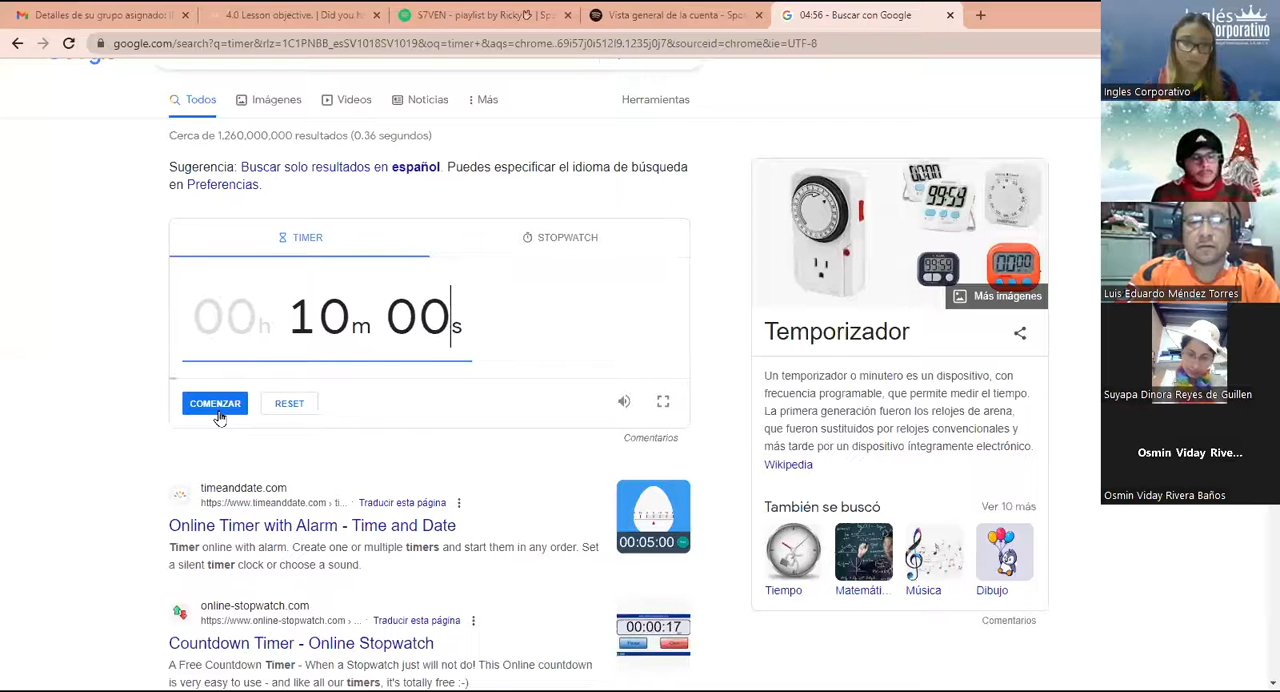 Detalles de su grupo asignado
4.0 Lesson objective. | Did you h
S7VEN - playlist by Ricky | Sp
Vista general de la cuenta - Spo
04:56 - Buscar con Google
google.com/search?q=timer&rlz=1C1PNBB_esSV1018SV1019&oq=timer+&aqs=chrome..69i57j0i512l9.1235j0j7&sourceid=chrome&ie=UTF-8
Todos
Imágenes
Videos
Noticias
Más
Herramientas
Cerca de 1,260,000,000 resultados (0.36 segundos)
Sugerencia: Buscar solo resultados en español. Puedes especificar el idioma de búsqueda
en Preferencias.
TIMER
STOPWATCH
00h 10m 00s
COMENZAR
RESET
Comentarios
timeanddate.com
https://www.timeanddate.com › ti...
Traducir esta página
Online Timer with Alarm - Time and Date
Timer online with alarm. Create one or multiple timers and start them in any order. Set
a silent timer clock or choose a sound.
00:05:00
online-stopwatch.com
https://www.online-stopwatch.com › ...
Traducir esta página
Countdown Timer - Online Stopwatch
A Free Countdown Timer - When a Stopwatch just will not do! This Online countdown
is very easy to use - and like all our timers, it's totally free :-)
00:00:17
99:59
99:59
00:00
Más imágenes
Temporizador
Un temporizador o minutero es un dispositivo, con
frecuencia programable, que permite medir el tiempo.
La primera generación fueron los relojes de arena,
que fueron sustituidos por relojes convencionales y
más tarde por un dispositivo íntegramente electrónico.
Wikipedia
También se buscó
Ver 10 más
Tiempo
Matemáti...
Música
Dibujo
Comentarios
Inglés
Corporativo
Ingles Corporativo
Luis Eduardo Méndez Torres
Suyapa Dinora Reyes de Guillen
Osmin Viday Rive...
Osmin Viday Rivera Baños